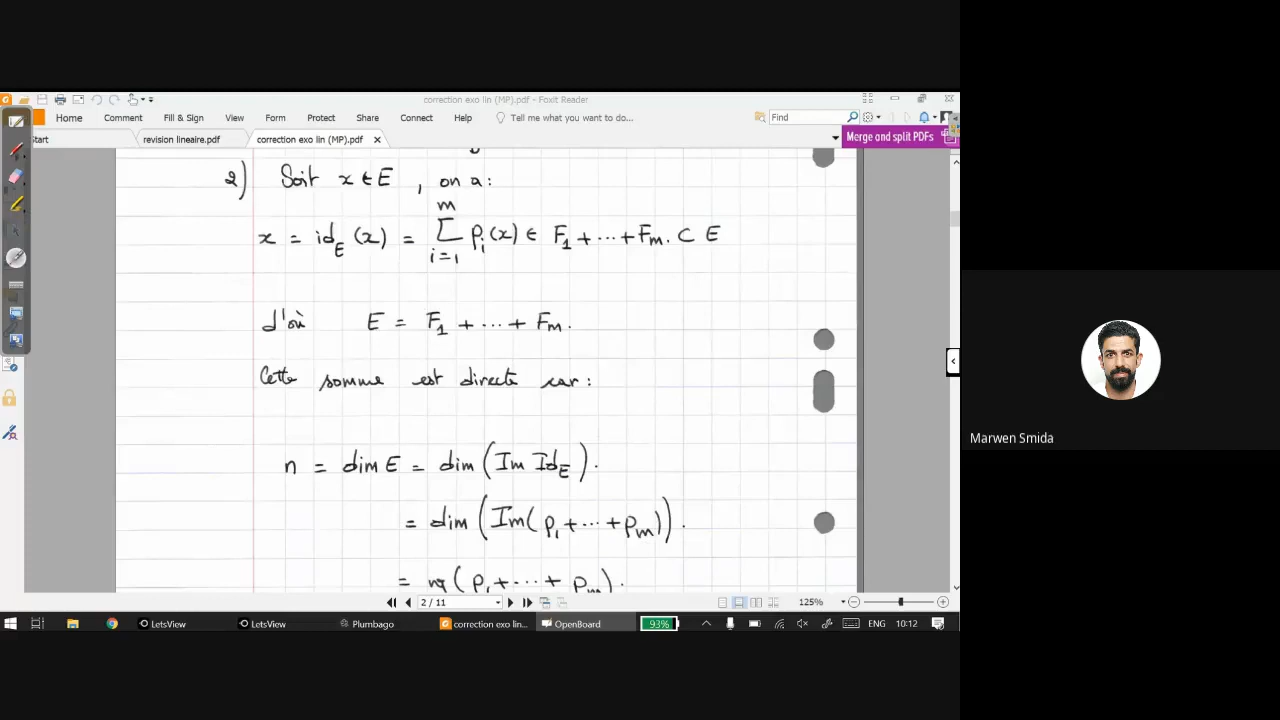 correction exo lin (MP).pdf - Foxit Reader
Home Comment Fill & Sign View Form Protect Share Connect Help Tell me what you want to do... Find
Start revision lineaire.pdf correction exo lin (MP).pdf Merge and split PDFs
2) Soit x ∈ E, on a:
x = id_E (x) = ∑_{i=1}^{m} p_i(x) ∈ F_1 + ... + F_m. ⊂ E
d'où E = F_1 + ... + F_m.
Cette somme est directe car:
n = dim E = dim (Im Id_E).
= dim (Im( p_1 + ... + p_m)).
= rg( p_1 + ... + p_m).
Marwen Smida
2 / 11 125%
LetsView LetsView Plumbago correction exo lin... OpenBoard 93% ENG 10:12